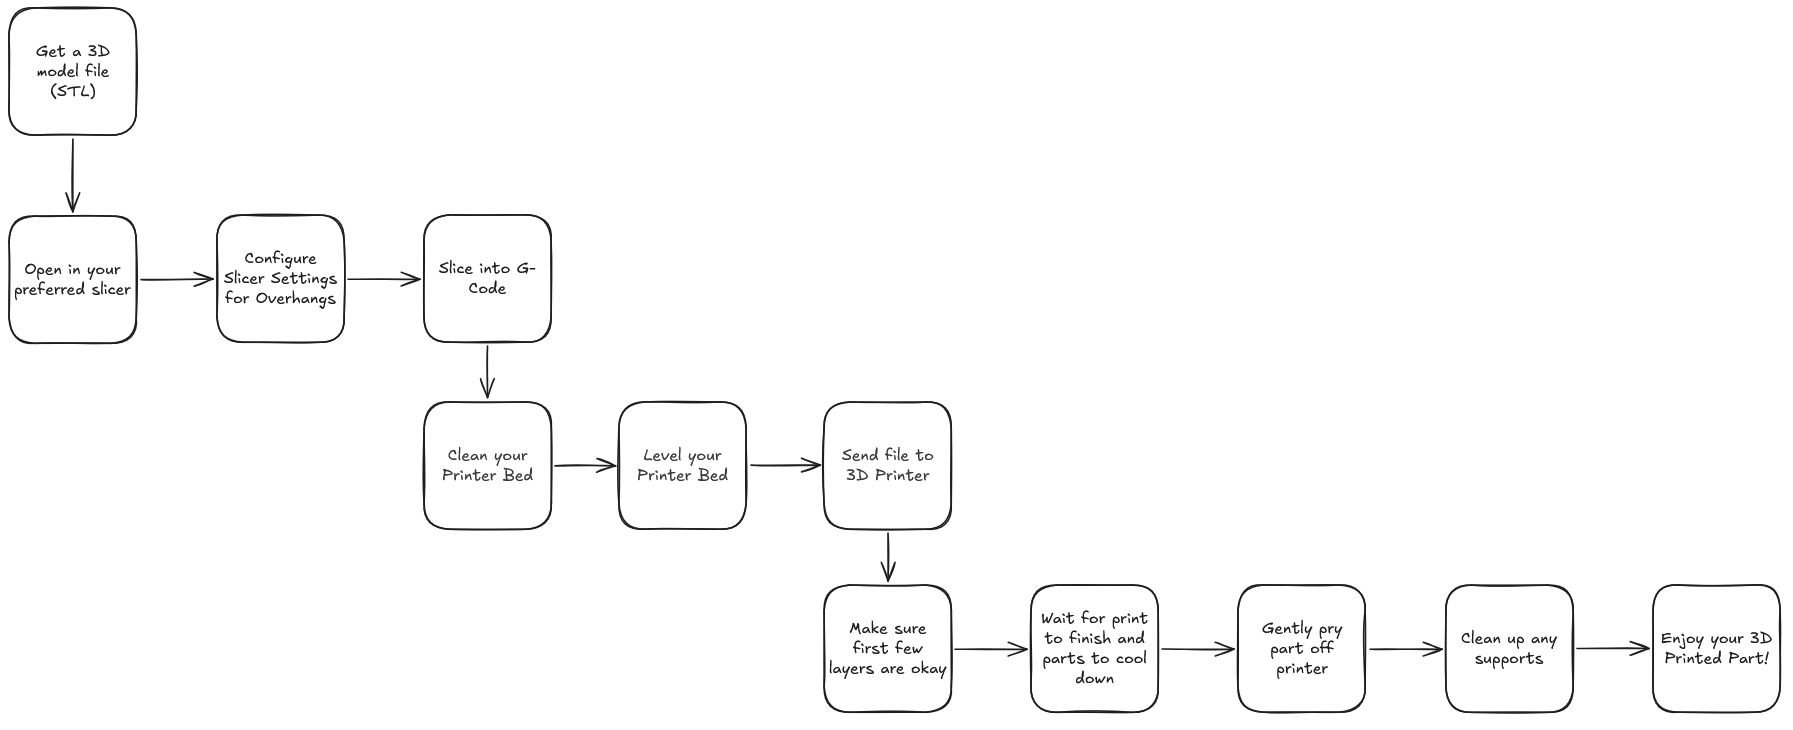 Get a 3D
model file
(STL)
Open in your
preferred slicer
Configure
Slicer Settings
for Overhangs
Slice into G-
Code
Clean your
Printer Bed
Level your
Printer Bed
Send file to
3D Printer
Make sure
first few
layers are okay
Wait for print
to finish and
parts to cool
down
Gently pry
part off
printer
Clean up any
supports
Enjoy your 3D
Printed Part!